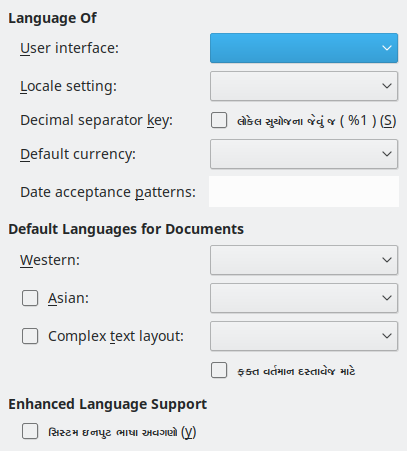 Language Of
User interface:
Locale setting:
Decimal separator key: લોકેલ સુયોજના જેવું જ ( %1 ) (S)
Default currency:
Date acceptance patterns:
Default Languages for Documents
Western:
Asian:
Complex text layout:
ફક્ત વર્તમાન દસ્તાવેજ માટે
Enhanced Language Support
સિસ્ટમ ઇનપુટ ભાષા અવગણો (y)